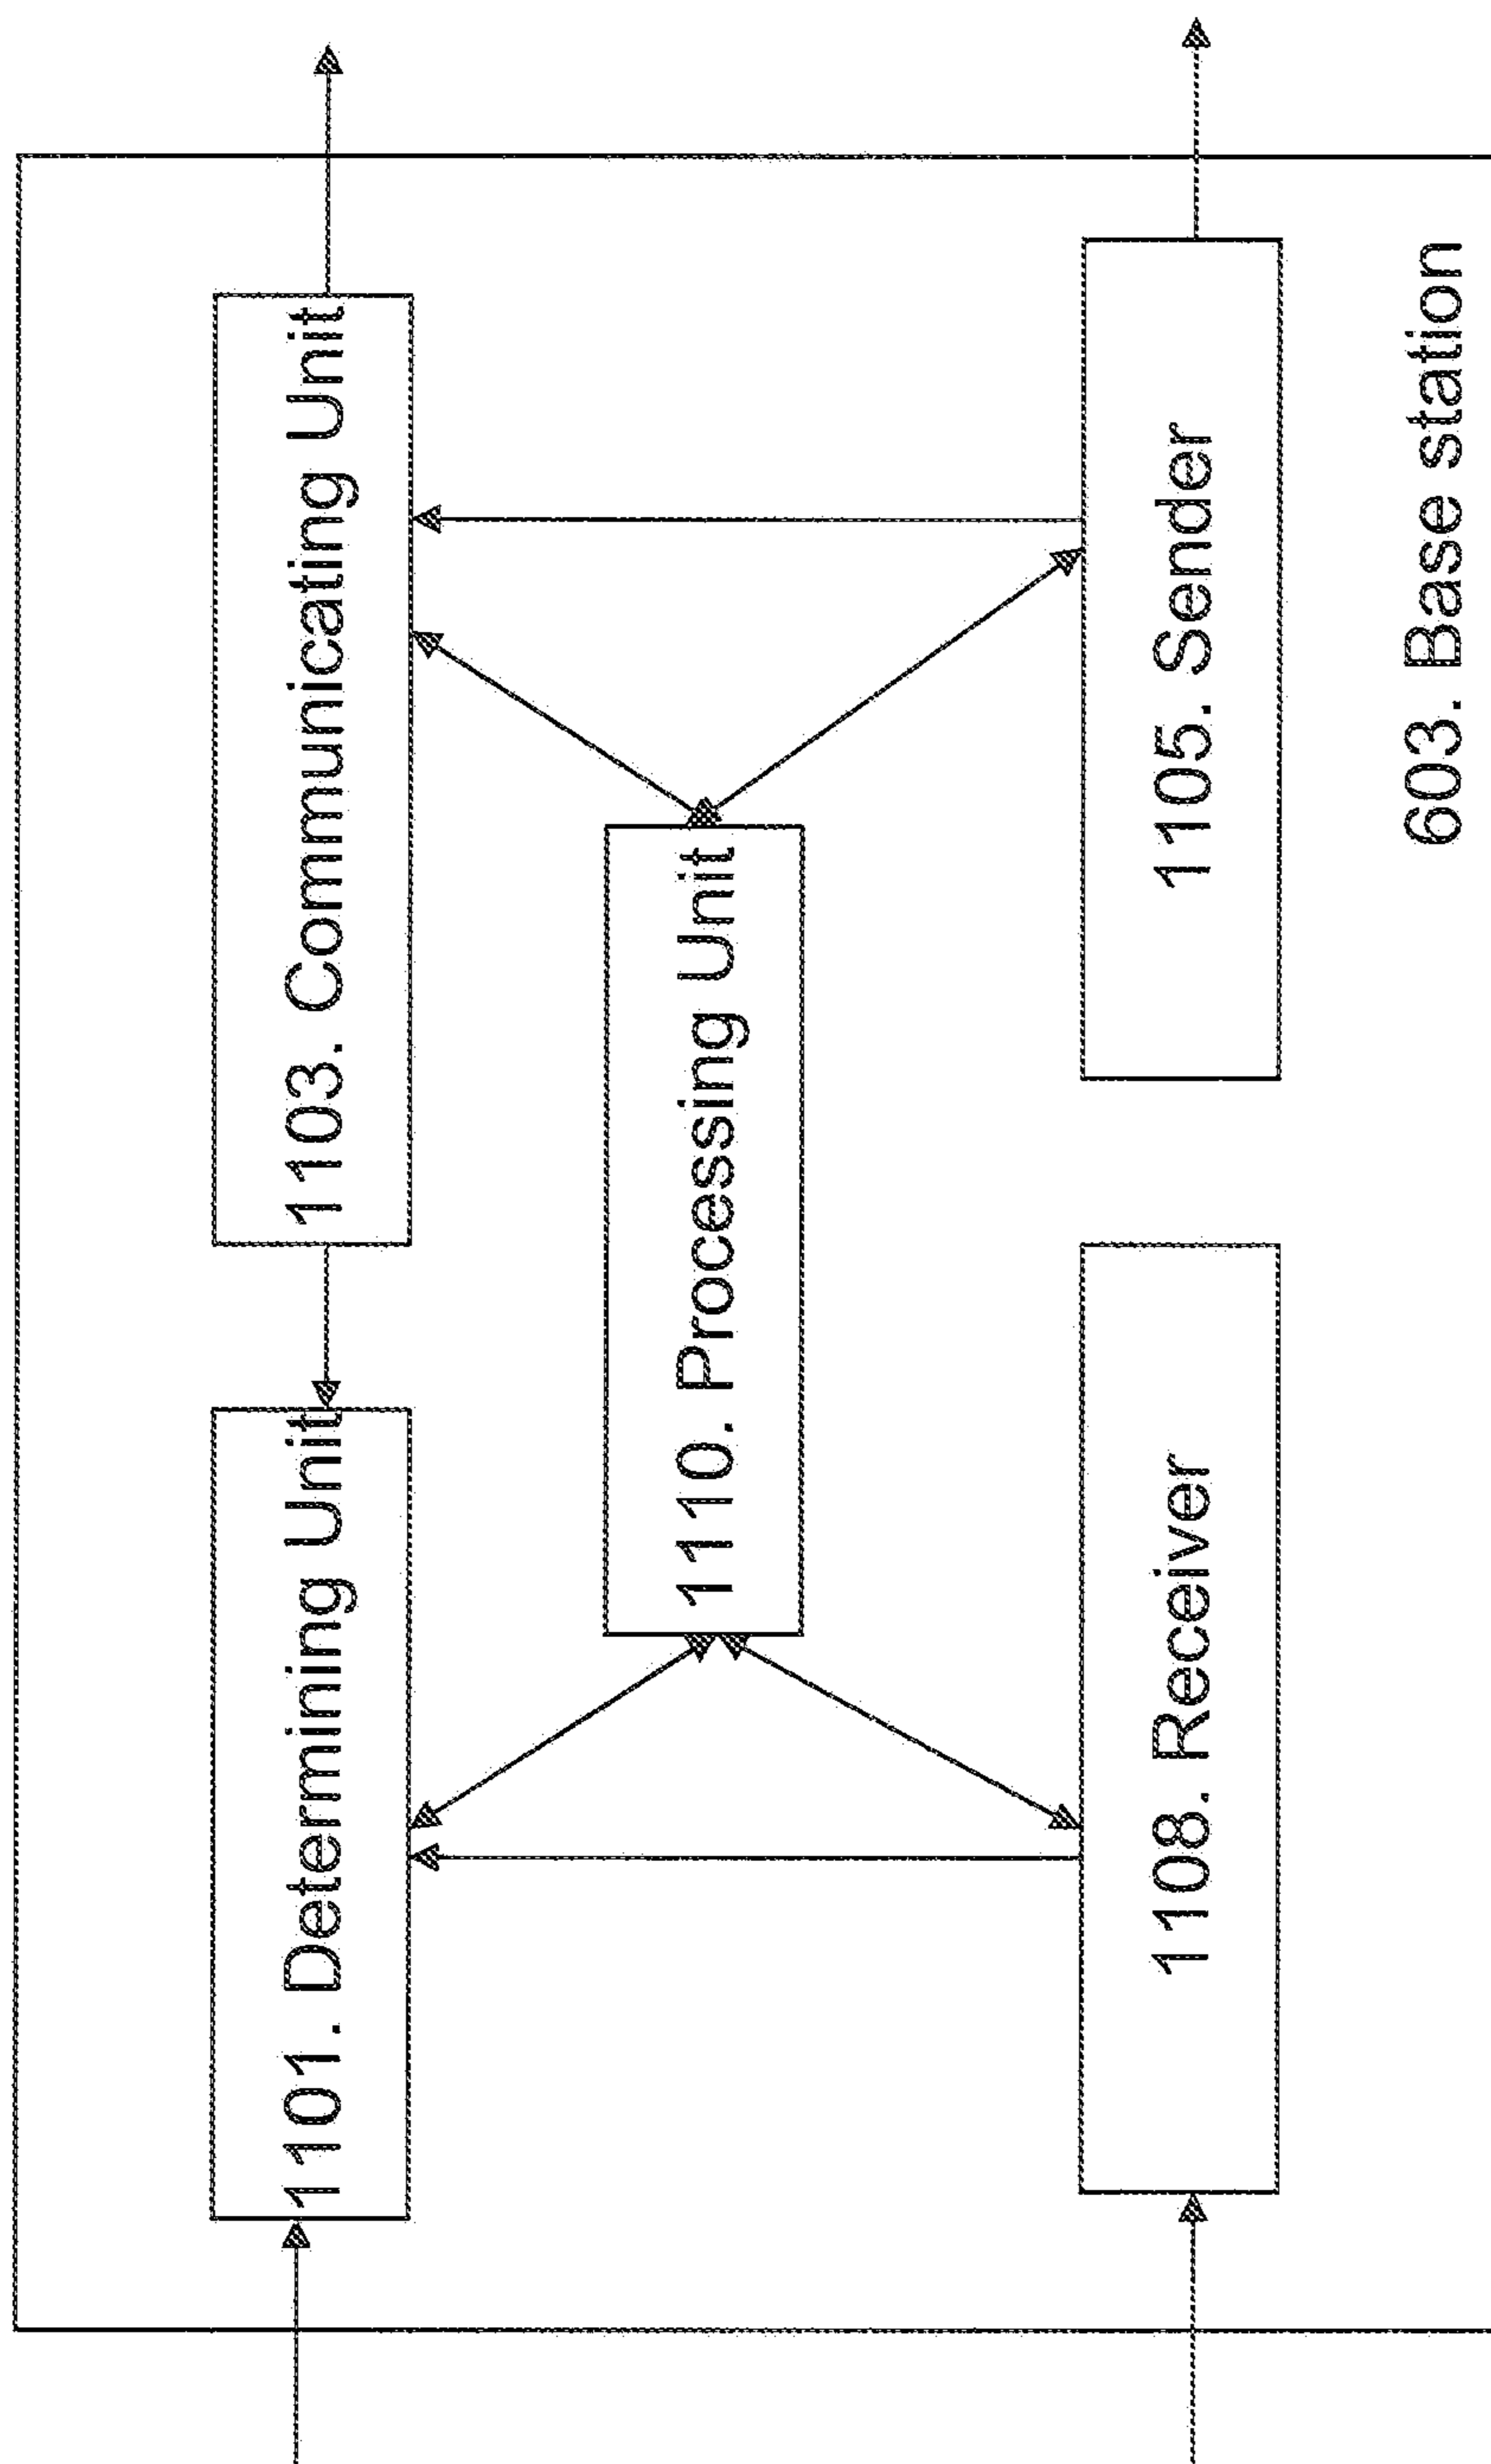 1101. Determining Unit
1103. Communicating Unit
1110. Processing Unit
1108. Receiver
1105. Sender
603. Base station